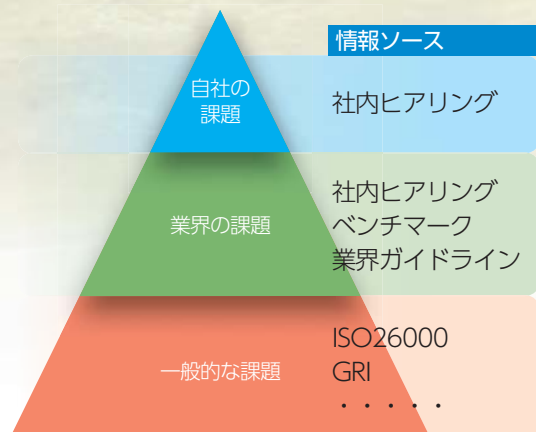 情報ソース
自社の
課題
社内ヒアリング
業界の課題
社内ヒアリング
ベンチマーク
業界ガイドライン
一般的な課題
ISO26000
GRI
・・・・・